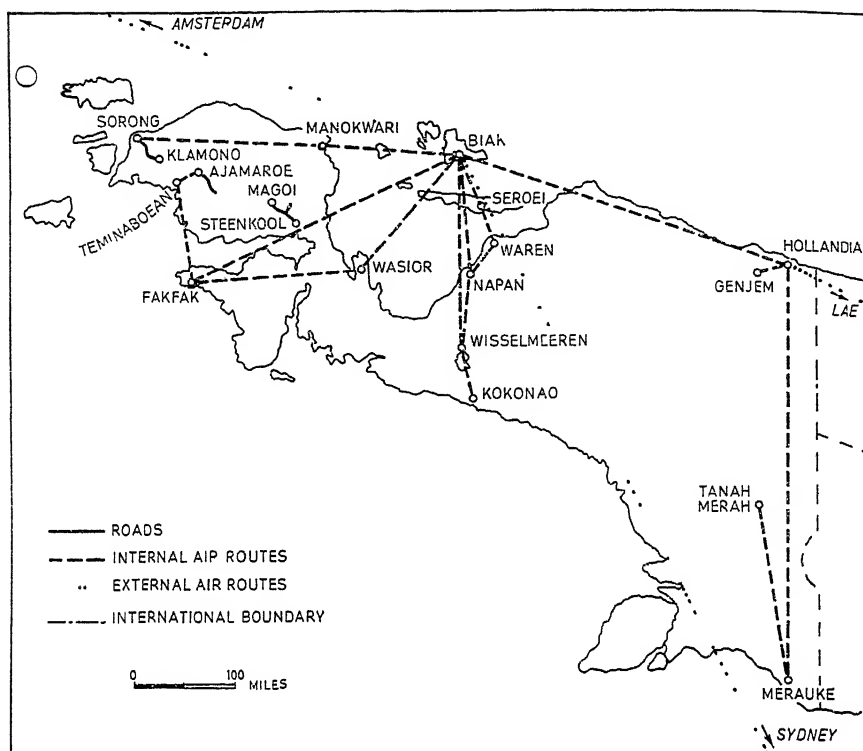 AMSTERDAM
SORONG
MANOKWARI
BIAK
KLAMONO
AJAMAROE
MAGOI
SEROEI
TEMINABOEAN
STEENKOOL
WAREN
HOLLANDIA
WASIOR
NAPAN
GENJEM
FAKFAK
LAE
WISSELMEEREN
KOKONAO
TANAH
MERAH
ROADS
INTERNAL AIP ROUTES
EXTERNAL AIR ROUTES
INTERNATIONAL BOUNDARY
0 100
MILES
MERAUKE
SYDNEY